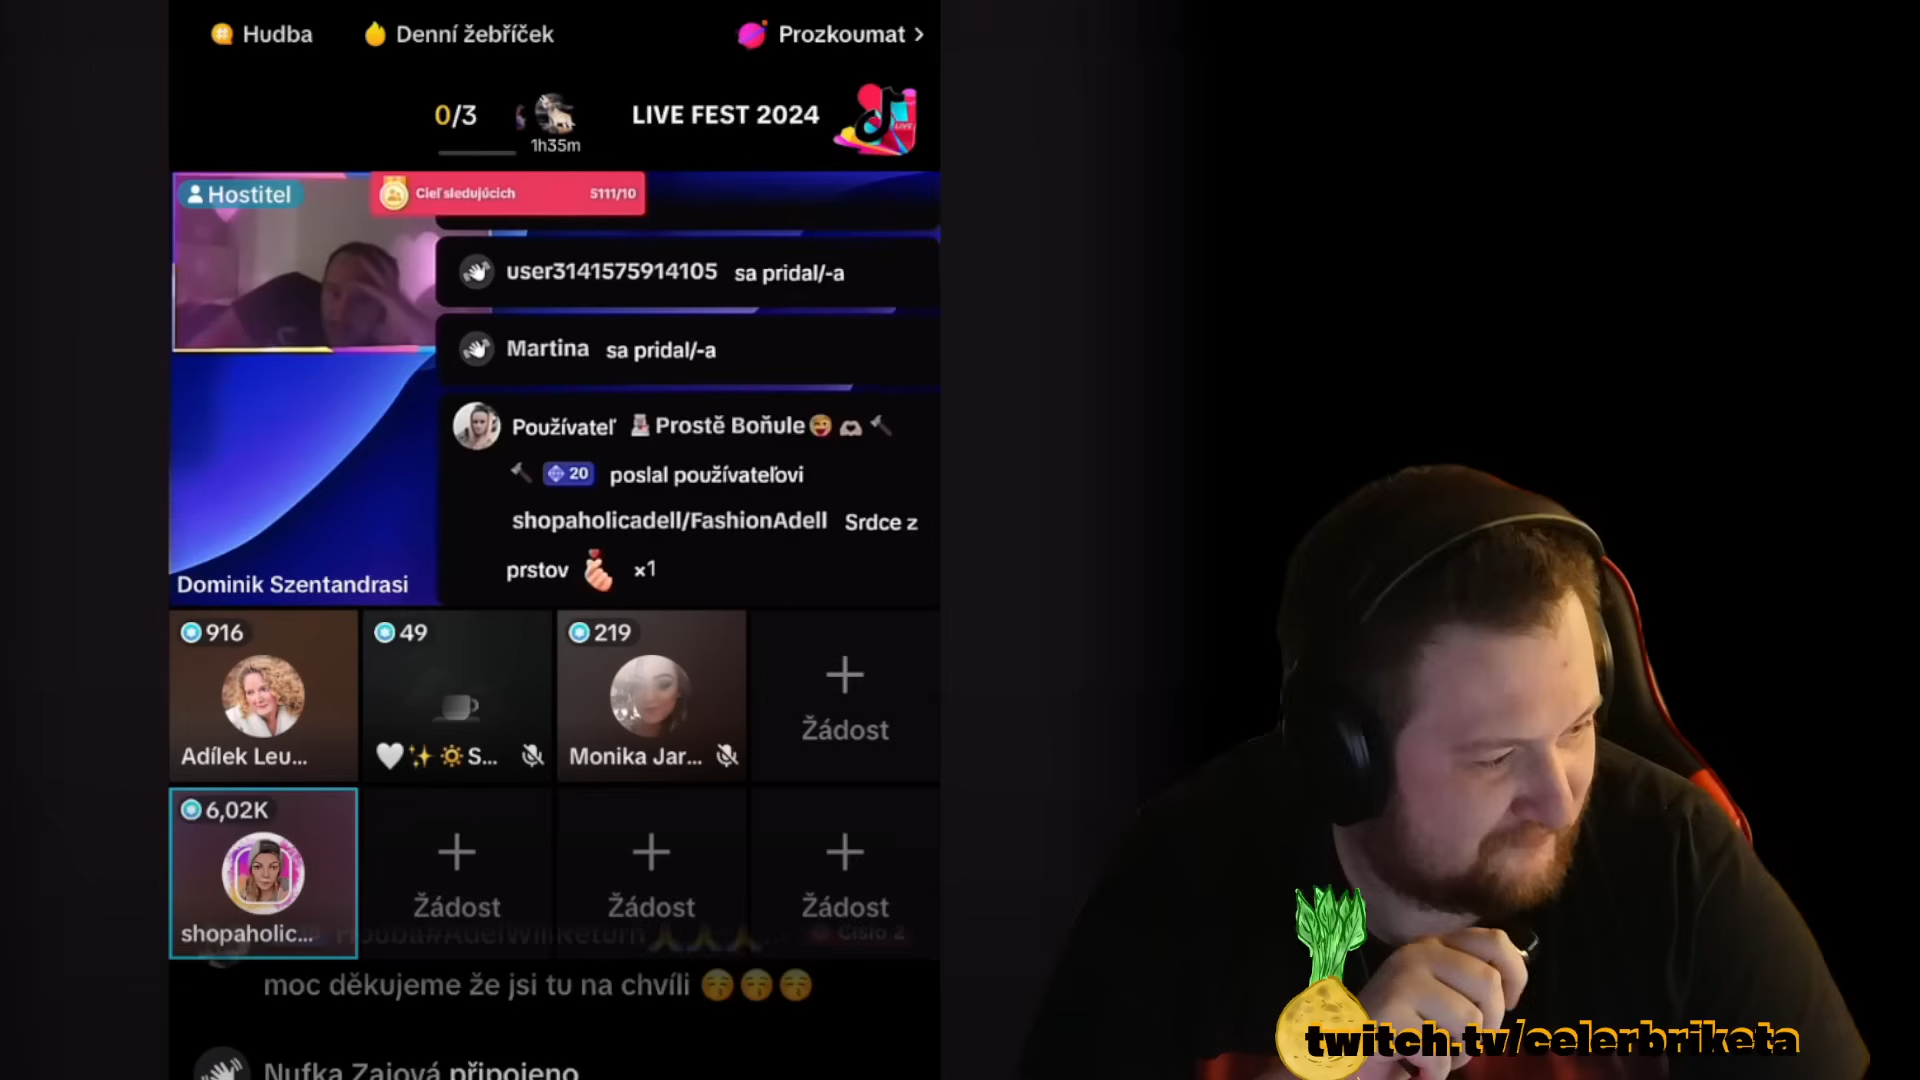 Hudba
Denní žebříček
Prozkoumat >
0/3
1h35m
LIVE FEST 2024
LIVE
Hostitel
Cieľ sledujúcich
5111/10
user3141575914105 sa pridal/-a
Martina sa pridal/-a
Používateľ Prostě Boňule
20 poslal používateľovi
shopaholicadell/FashionAdell Srdce z
prstov ×1
Dominik Szentandrasi
916
49
219
Adílek Leu...
S...
Monika Jar...
Žádost
6,02K
shopaholic...
Žádost
Žádost
Žádost
moc děkujeme že jsi tu na chvíli 😚😚😚
Nufka Zajová připojeno
twitch.tv/celerbriketa